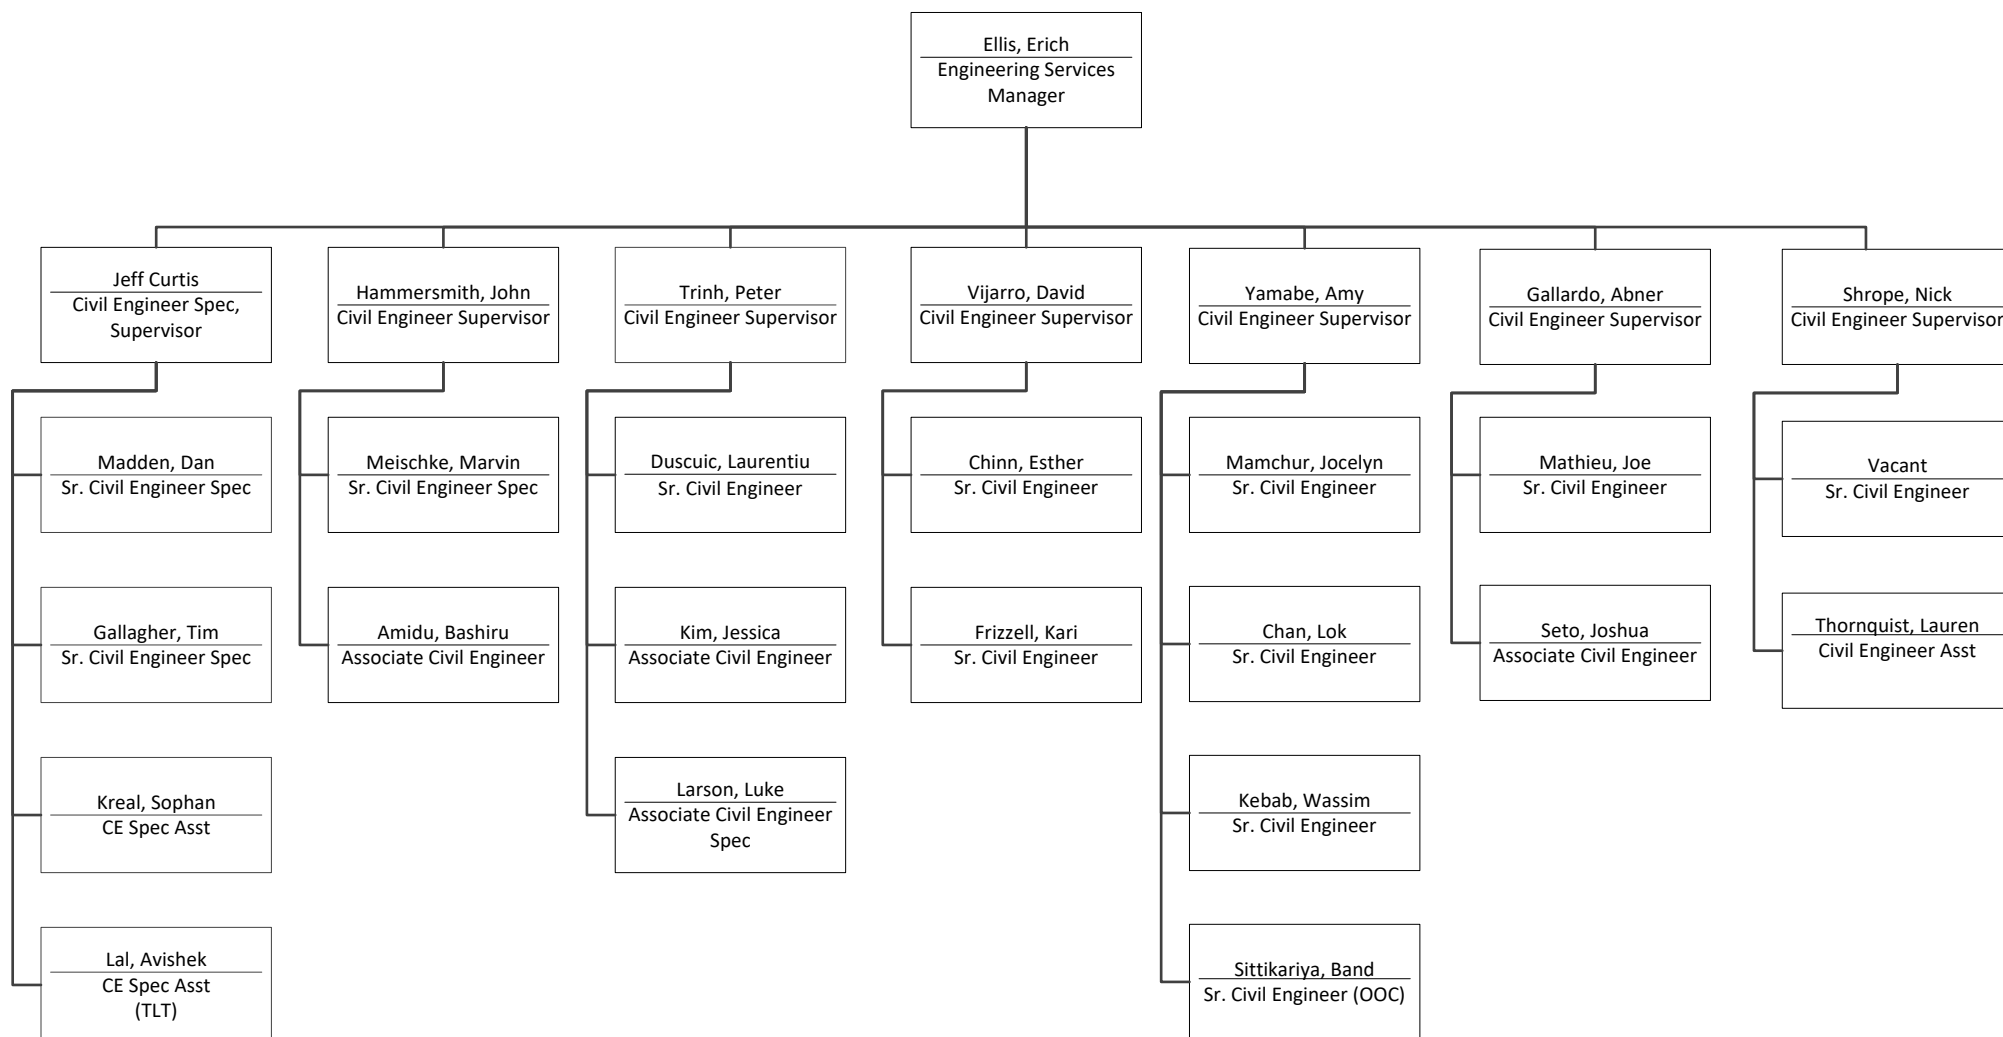 Ellis, Erich
Engineering Services
Manager
Jeff Curtis
Civil Engineer Spec,
Supervisor
Hammersmith, John
Civil Engineer Supervisor
Trinh, Peter
Civil Engineer Supervisor
Vijarro, David
Civil Engineer Supervisor
Yamabe, Amy
Civil Engineer Supervisor
Gallardo, Abner
Civil Engineer Supervisor
Shrope, Nick
Civil Engineer Supervisor
Madden, Dan
Sr. Civil Engineer Spec
Meischke, Marvin
Sr. Civil Engineer Spec
Duscuic, Laurentiu
Sr. Civil Engineer
Chinn, Esther
Sr. Civil Engineer
Mamchur, Jocelyn
Sr. Civil Engineer
Mathieu, Joe
Sr. Civil Engineer
Vacant
Sr. Civil Engineer
Gallagher, Tim
Sr. Civil Engineer Spec
Amidu, Bashiru
Associate Civil Engineer
Kim, Jessica
Associate Civil Engineer
Frizzell, Kari
Sr. Civil Engineer
Chan, Lok
Sr. Civil Engineer
Seto, Joshua
Associate Civil Engineer
Thornquist, Lauren
Civil Engineer Asst
Kreal, Sophan
CE Spec Asst
Larson, Luke
Associate Civil Engineer
Spec
Kebab, Wassim
Sr. Civil Engineer
Lal, Avishek
CE Spec Asst
(TLT)
Sittikariya, Band
Sr. Civil Engineer (OOC)